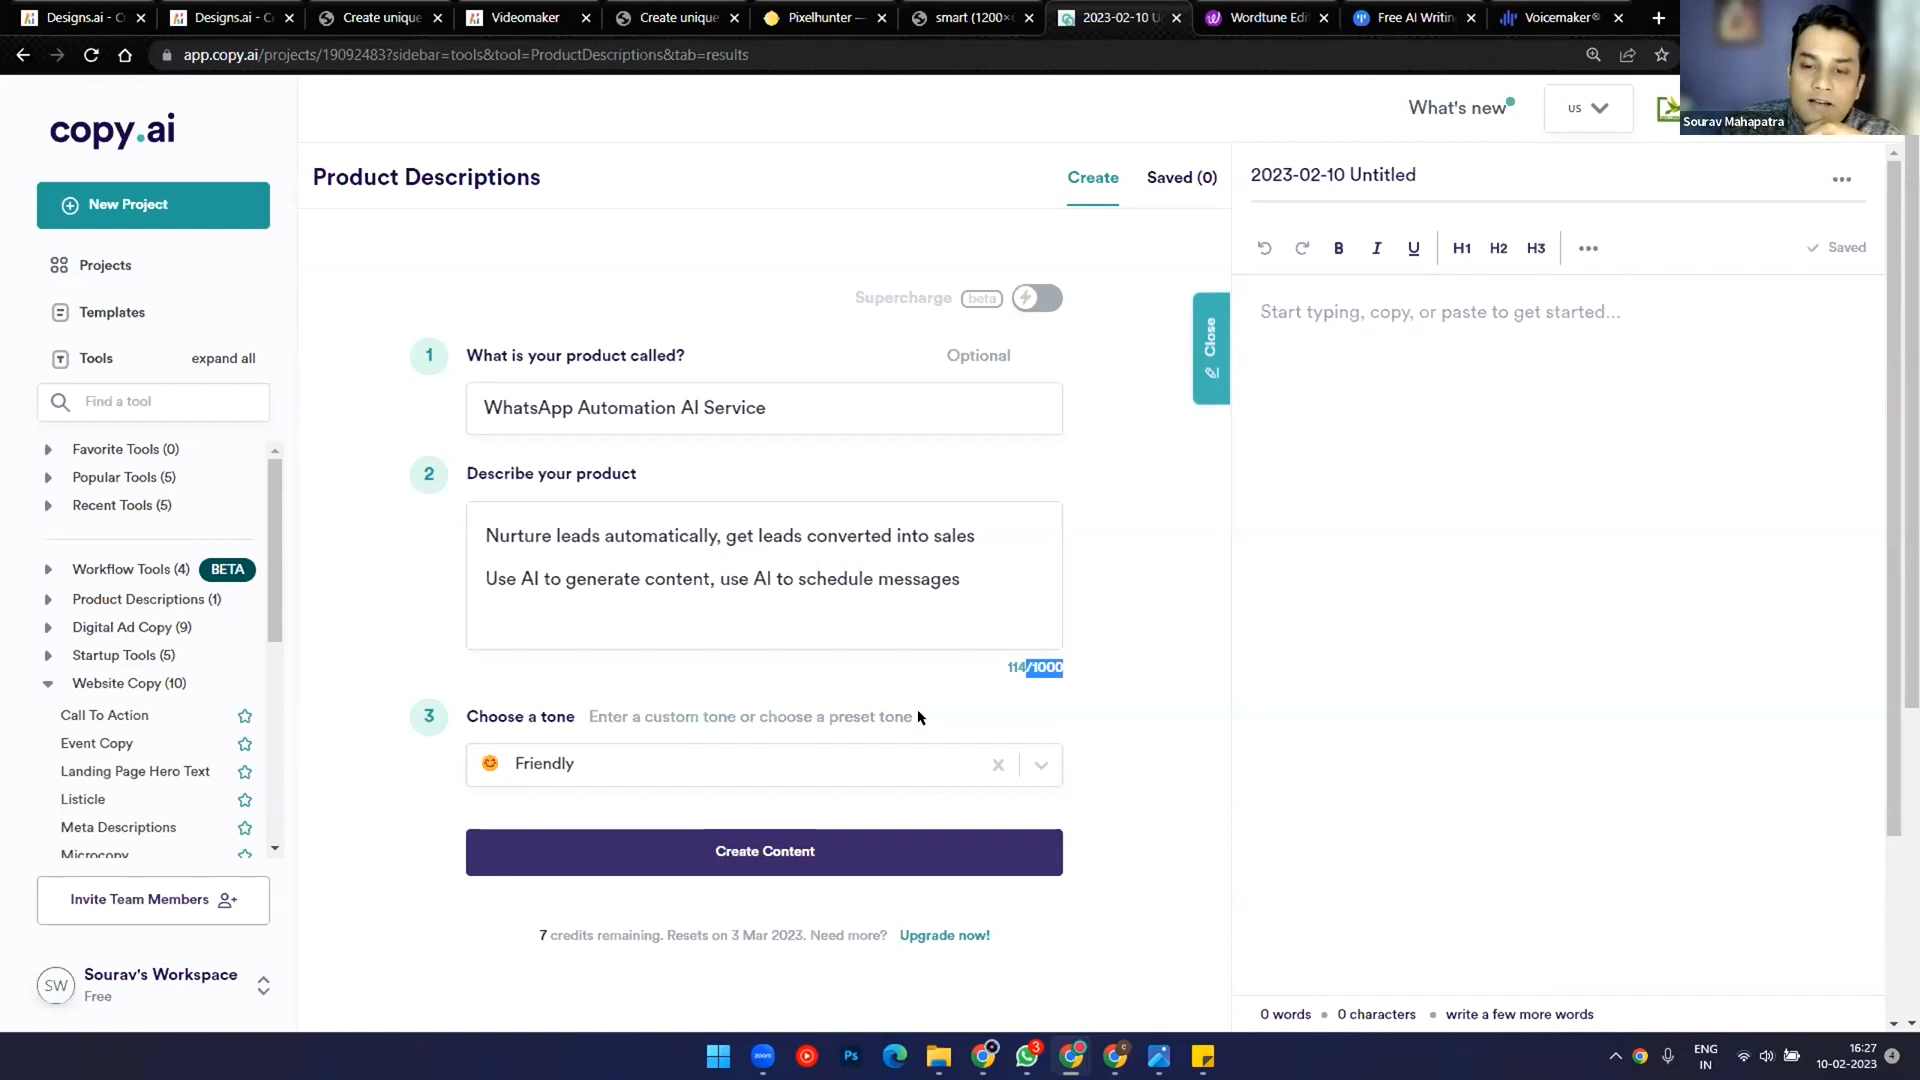 Designs.ai - C
Designs.ai - C
Create uniqu
Videomaker
Create uniqu
Pixelhunter —
smart (1200×
2023-02-10 U
Wordtune Edi
Free AI Writin
Voicemaker®
app.copy.ai/projects/19092483?sidebar=tools&tool=ProductDescriptions&tab=results
Sourav Mahapatra
copy.ai
What's new
US
New Project
Product Descriptions
Create
Saved (0)
2023-02-10 Untitled
B
I
U
H1
H2
H3
Saved
Projects
Templates
Tools
expand all
Find a tool
Favorite Tools (0)
Popular Tools (5)
Recent Tools (5)
Workflow Tools (4)
BETA
Product Descriptions (1)
Digital Ad Copy (9)
Startup Tools (5)
Website Copy (10)
Call To Action
Event Copy
Landing Page Hero Text
Listicle
Meta Descriptions
Microcopy
Invite Team Members
SW
Sourav's Workspace
Free
Supercharge
beta
1
What is your product called?
Optional
WhatsApp Automation AI Service
2
Describe your product
Nurture leads automatically, get leads converted into sales
Use AI to generate content, use AI to schedule messages
114/1000
3
Choose a tone
Enter a custom tone or choose a preset tone
Friendly
Create Content
7 credits remaining. Resets on 3 Mar 2023. Need more?
Upgrade now!
Close
Start typing, copy, or paste to get started...
0 words
0 characters
write a few more words
zoom
Ps
3
C
ENG
IN
16:27
10-02-2023
4